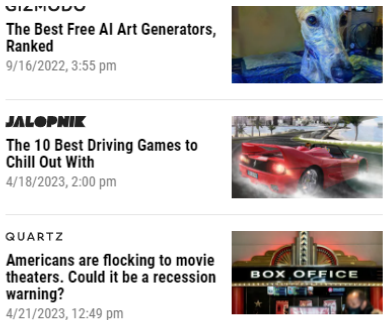 GIZMODO
The Best Free AI Art Generators,
Ranked
9/16/2022, 3:55 pm
JALOPNIK
The 10 Best Driving Games to
Chill Out With
4/18/2023, 2:00 pm
QUARTZ
Americans are flocking to movie
theaters. Could it be a recession
warning?
4/21/2023, 12:49 pm
BOX OFFICE